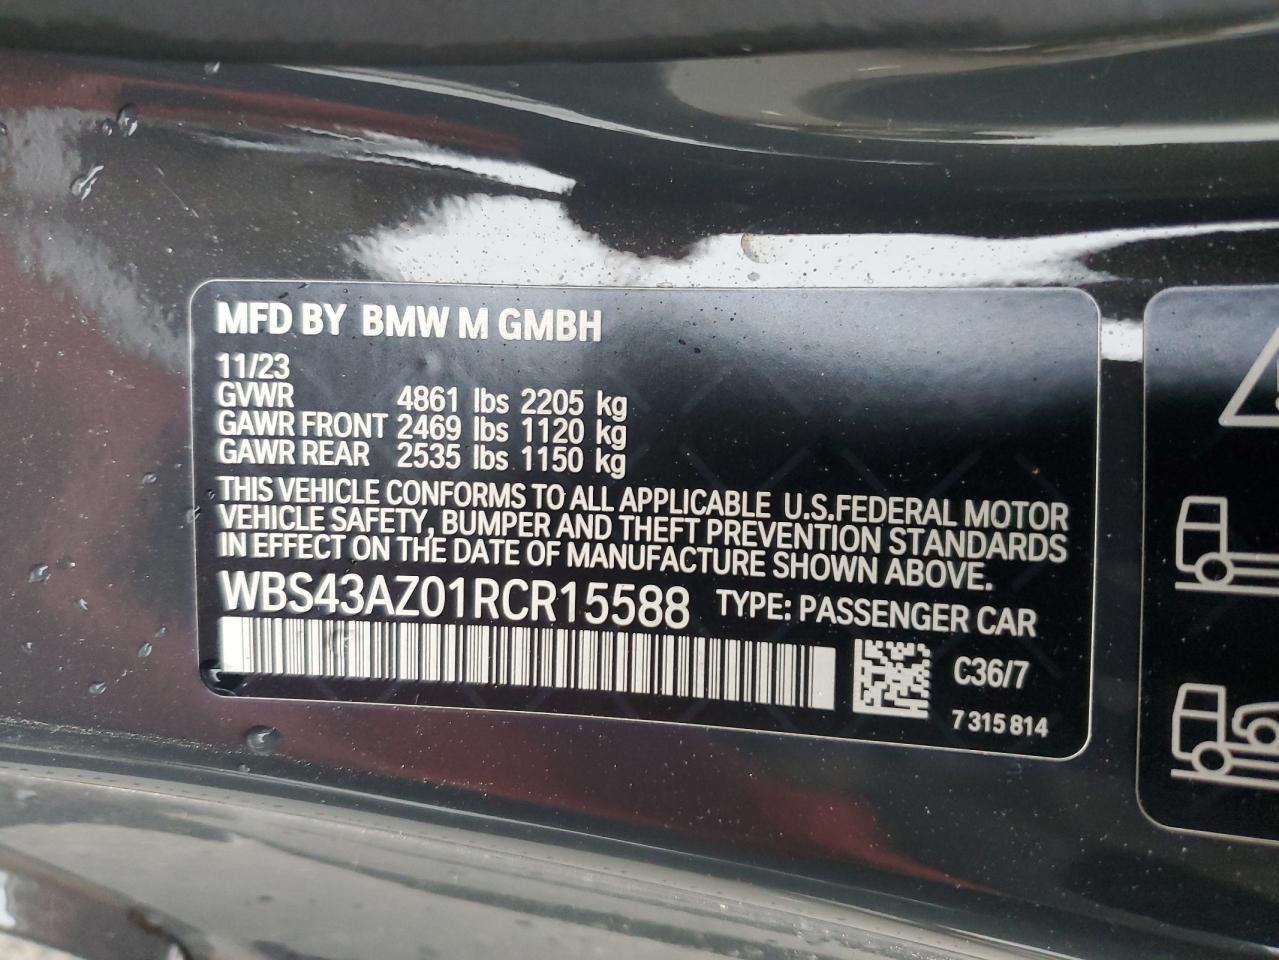 MFD BY BMW M GMBH
11/23
GVWR 4861 lbs 2205 kg
GAWR FRONT 2469 lbs 1120 kg
GAWR REAR 2535 lbs 1150 kg
THIS VEHICLE CONFORMS TO ALL APPLICABLE U.S.FEDERAL MOTOR
VEHICLE SAFETY, BUMPER AND THEFT PREVENTION STANDARDS
IN EFFECT ON THE DATE OF MANUFACTURE SHOWN ABOVE.
WBS43AZ01RCR15588 TYPE: PASSENGER CAR
C36/7
7 315 814